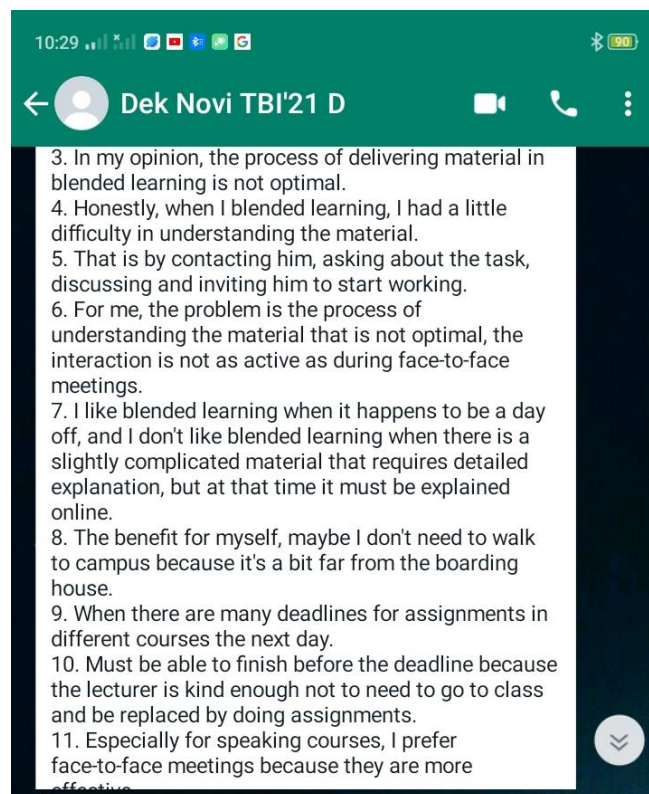 10:29
90
Dek Novi TBI'21 D
3. In my opinion, the process of delivering material in
blended learning is not optimal.
4. Honestly, when I blended learning, I had a little
difficulty in understanding the material.
5. That is by contacting him, asking about the task,
discussing and inviting him to start working.
6. For me, the problem is the process of
understanding the material that is not optimal, the
interaction is not as active as during face-to-face
meetings.
7. I like blended learning when it happens to be a day
off, and I don't like blended learning when there is a
slightly complicated material that requires detailed
explanation, but at that time it must be explained
online.
8. The benefit for myself, maybe I don't need to walk
to campus because it's a bit far from the boarding
house.
9. When there are many deadlines for assignments in
different courses the next day.
10. Must be able to finish before the deadline because
the lecturer is kind enough not to need to go to class
and be replaced by doing assignments.
11. Especially for speaking courses, I prefer
face-to-face meetings because they are more